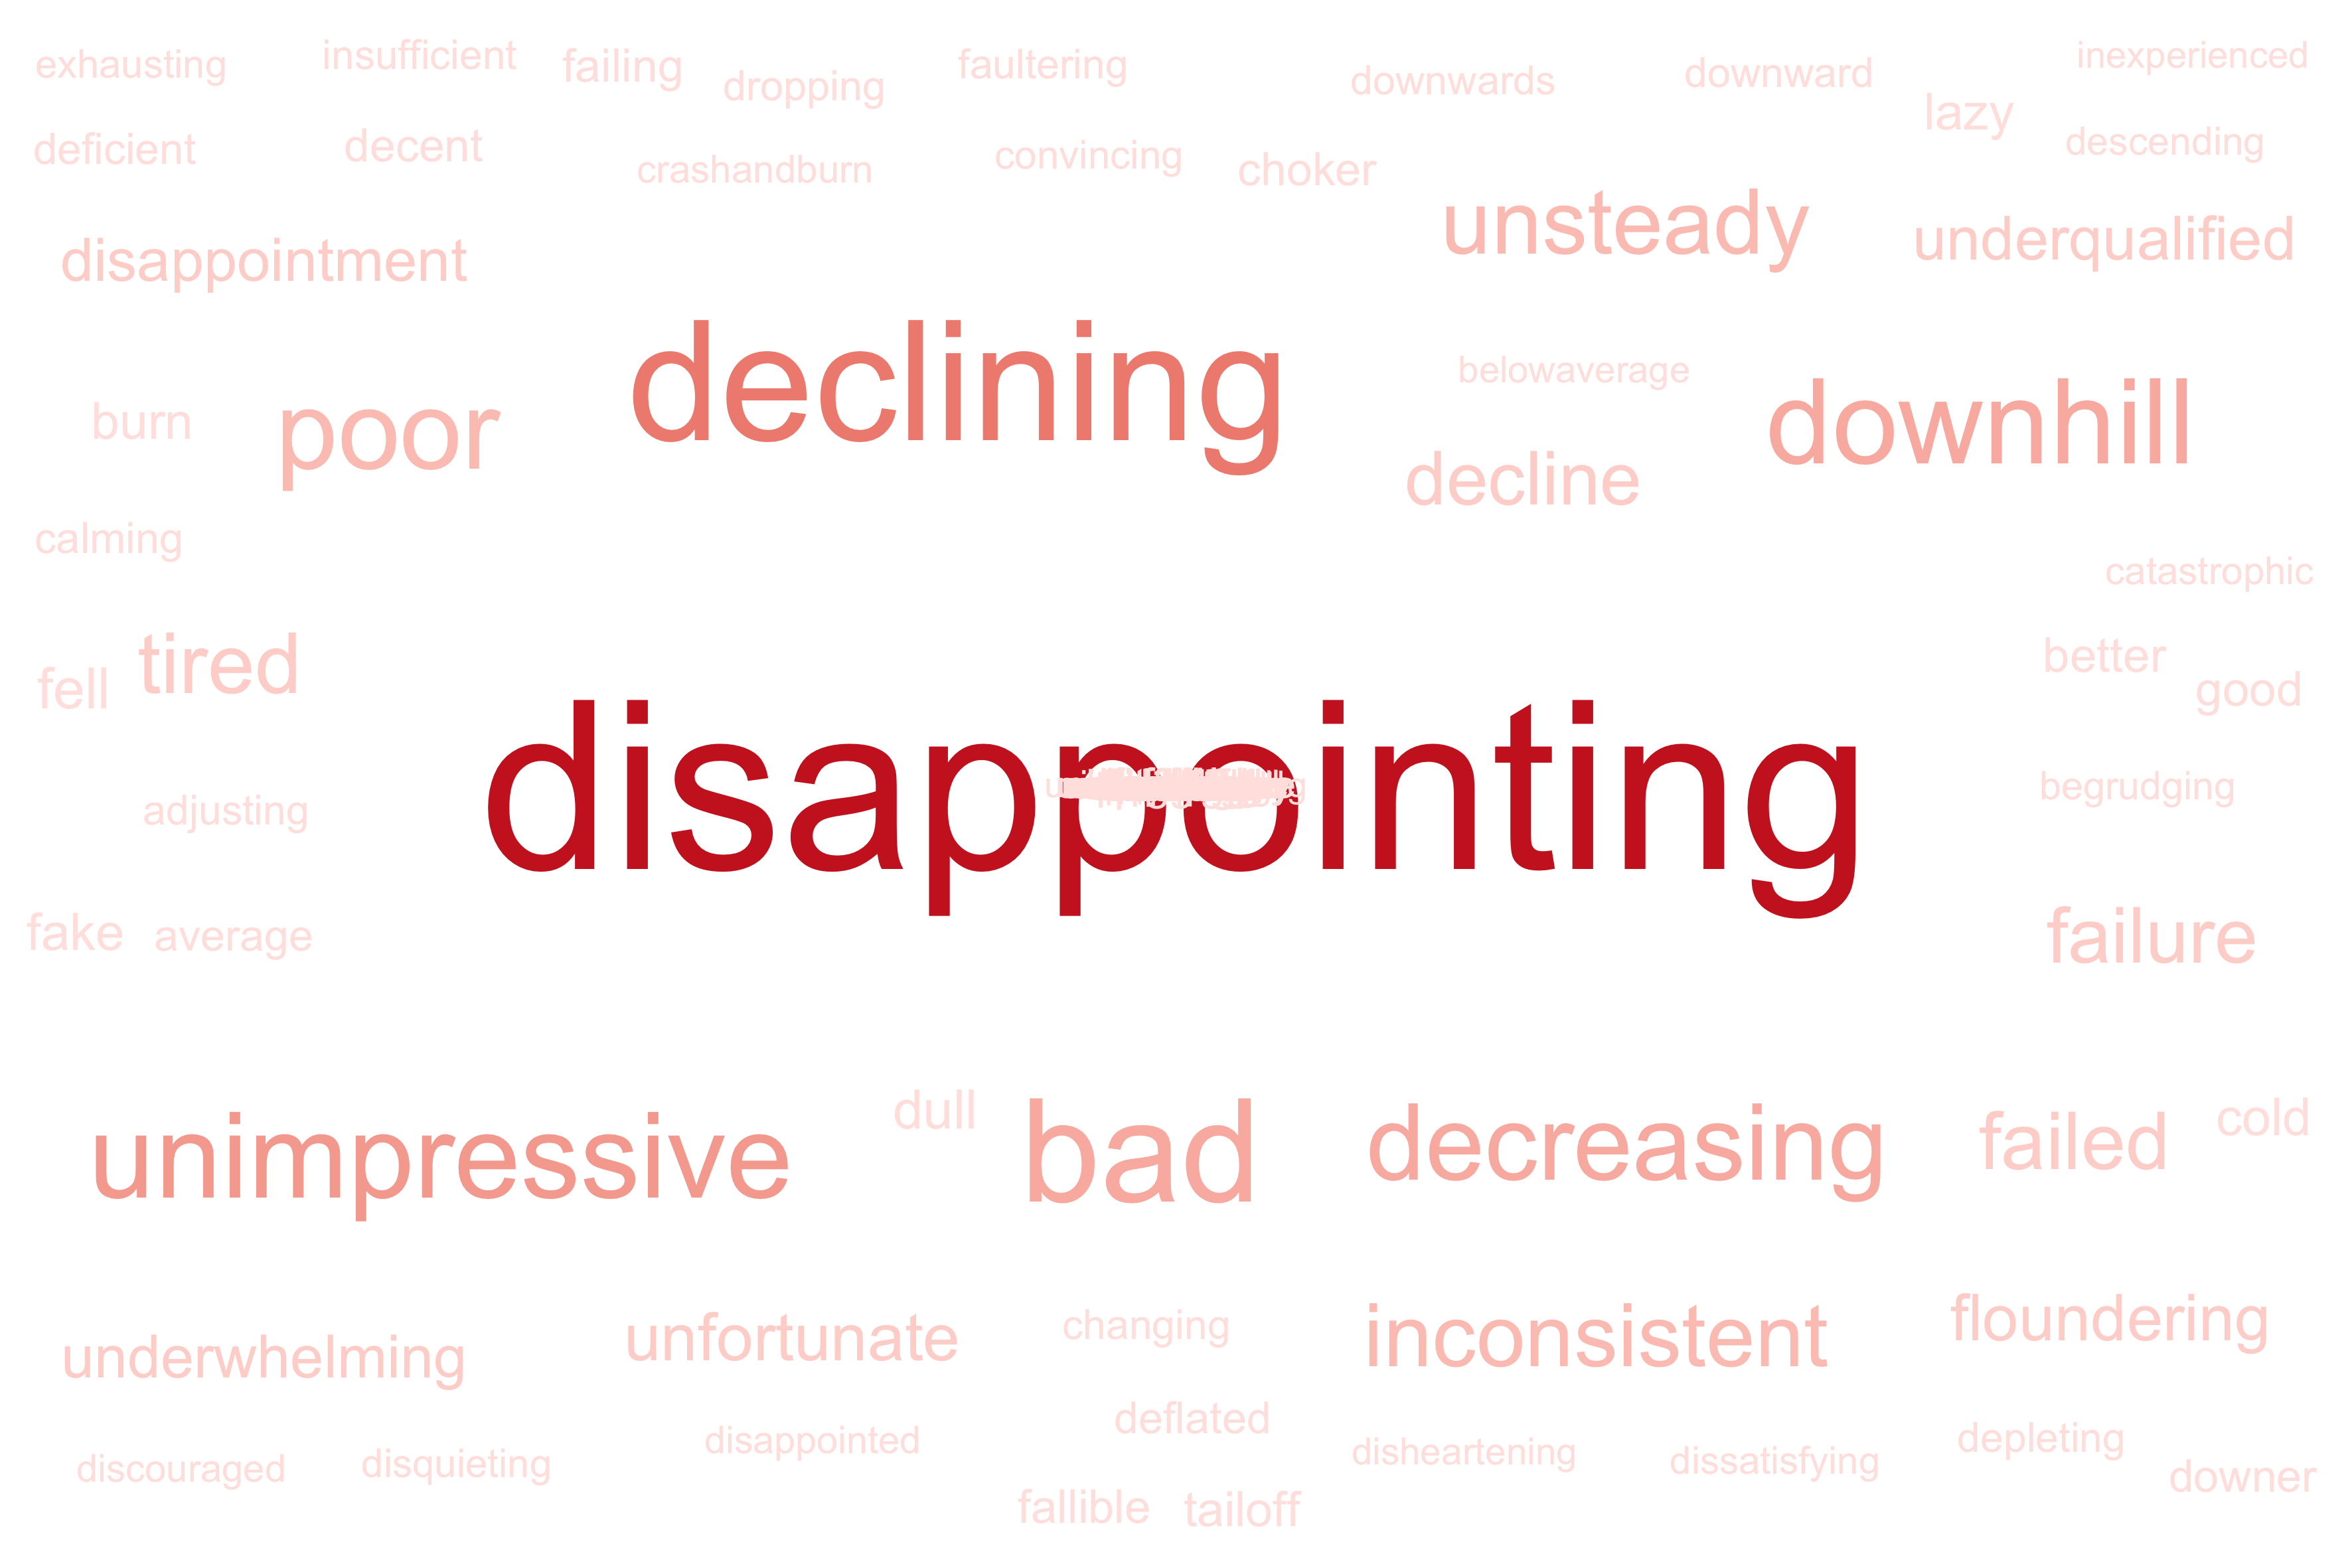 exhausting
insufficient
failing
dropping
faultering
downwards
downward
inexperienced
lazy
deficient
decent
crashandburn
convincing
choker
descending
disappointment
unsteady
underqualified
declining
belowaverage
downhill
burn
poor
decline
calming
catastrophic
tired
fell
better
good
disappointing
begrudging
adjusting
fake
average
failure
dull
unimpressive
bad
decreasing
failed
cold
underwhelming
unfortunate
changing
inconsistent
floundering
deflated
disappointed
disheartening
depleting
discouraged
disquieting
dissatisfying
downer
fallible
tailoff